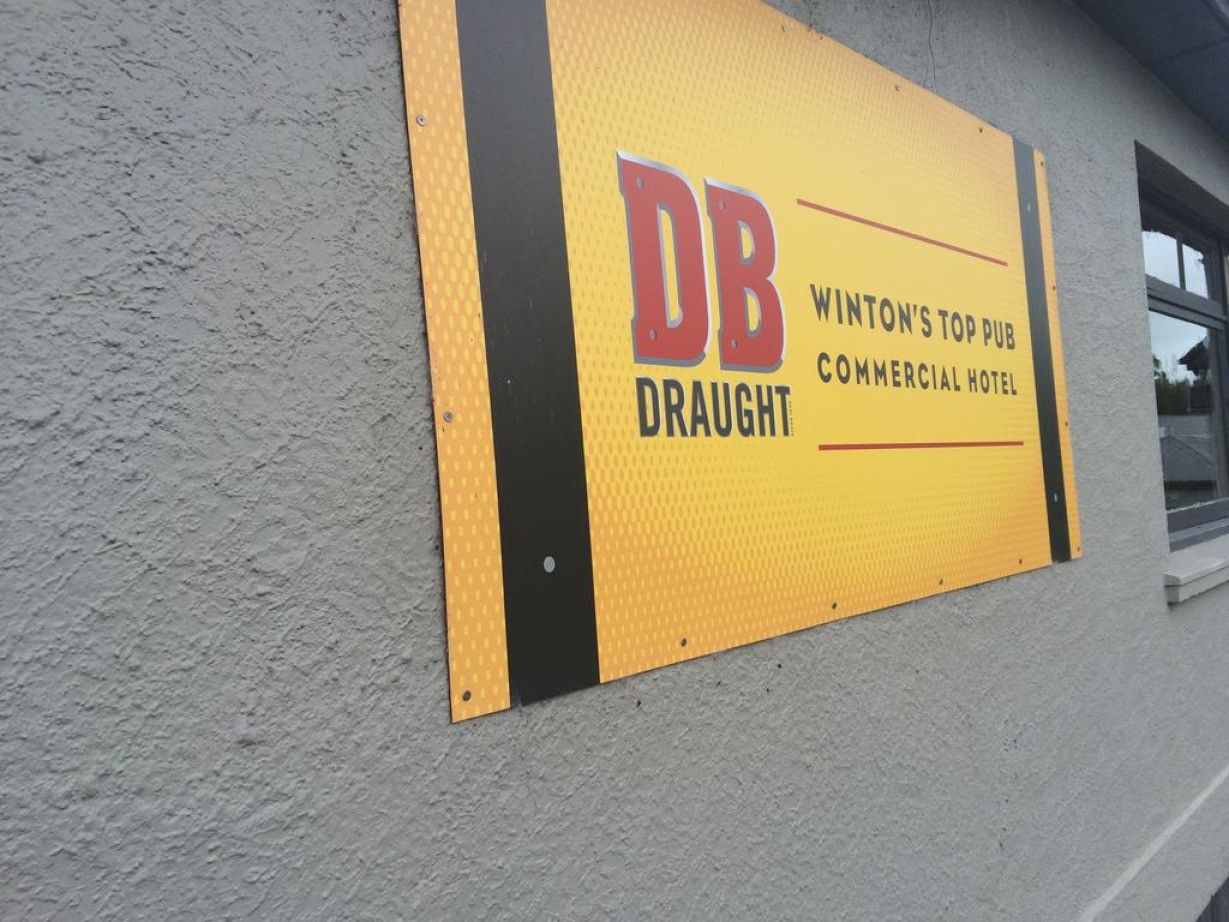 DB
DRAUGHT
WINTON'S TOP PUB
COMMERCIAL HOTEL